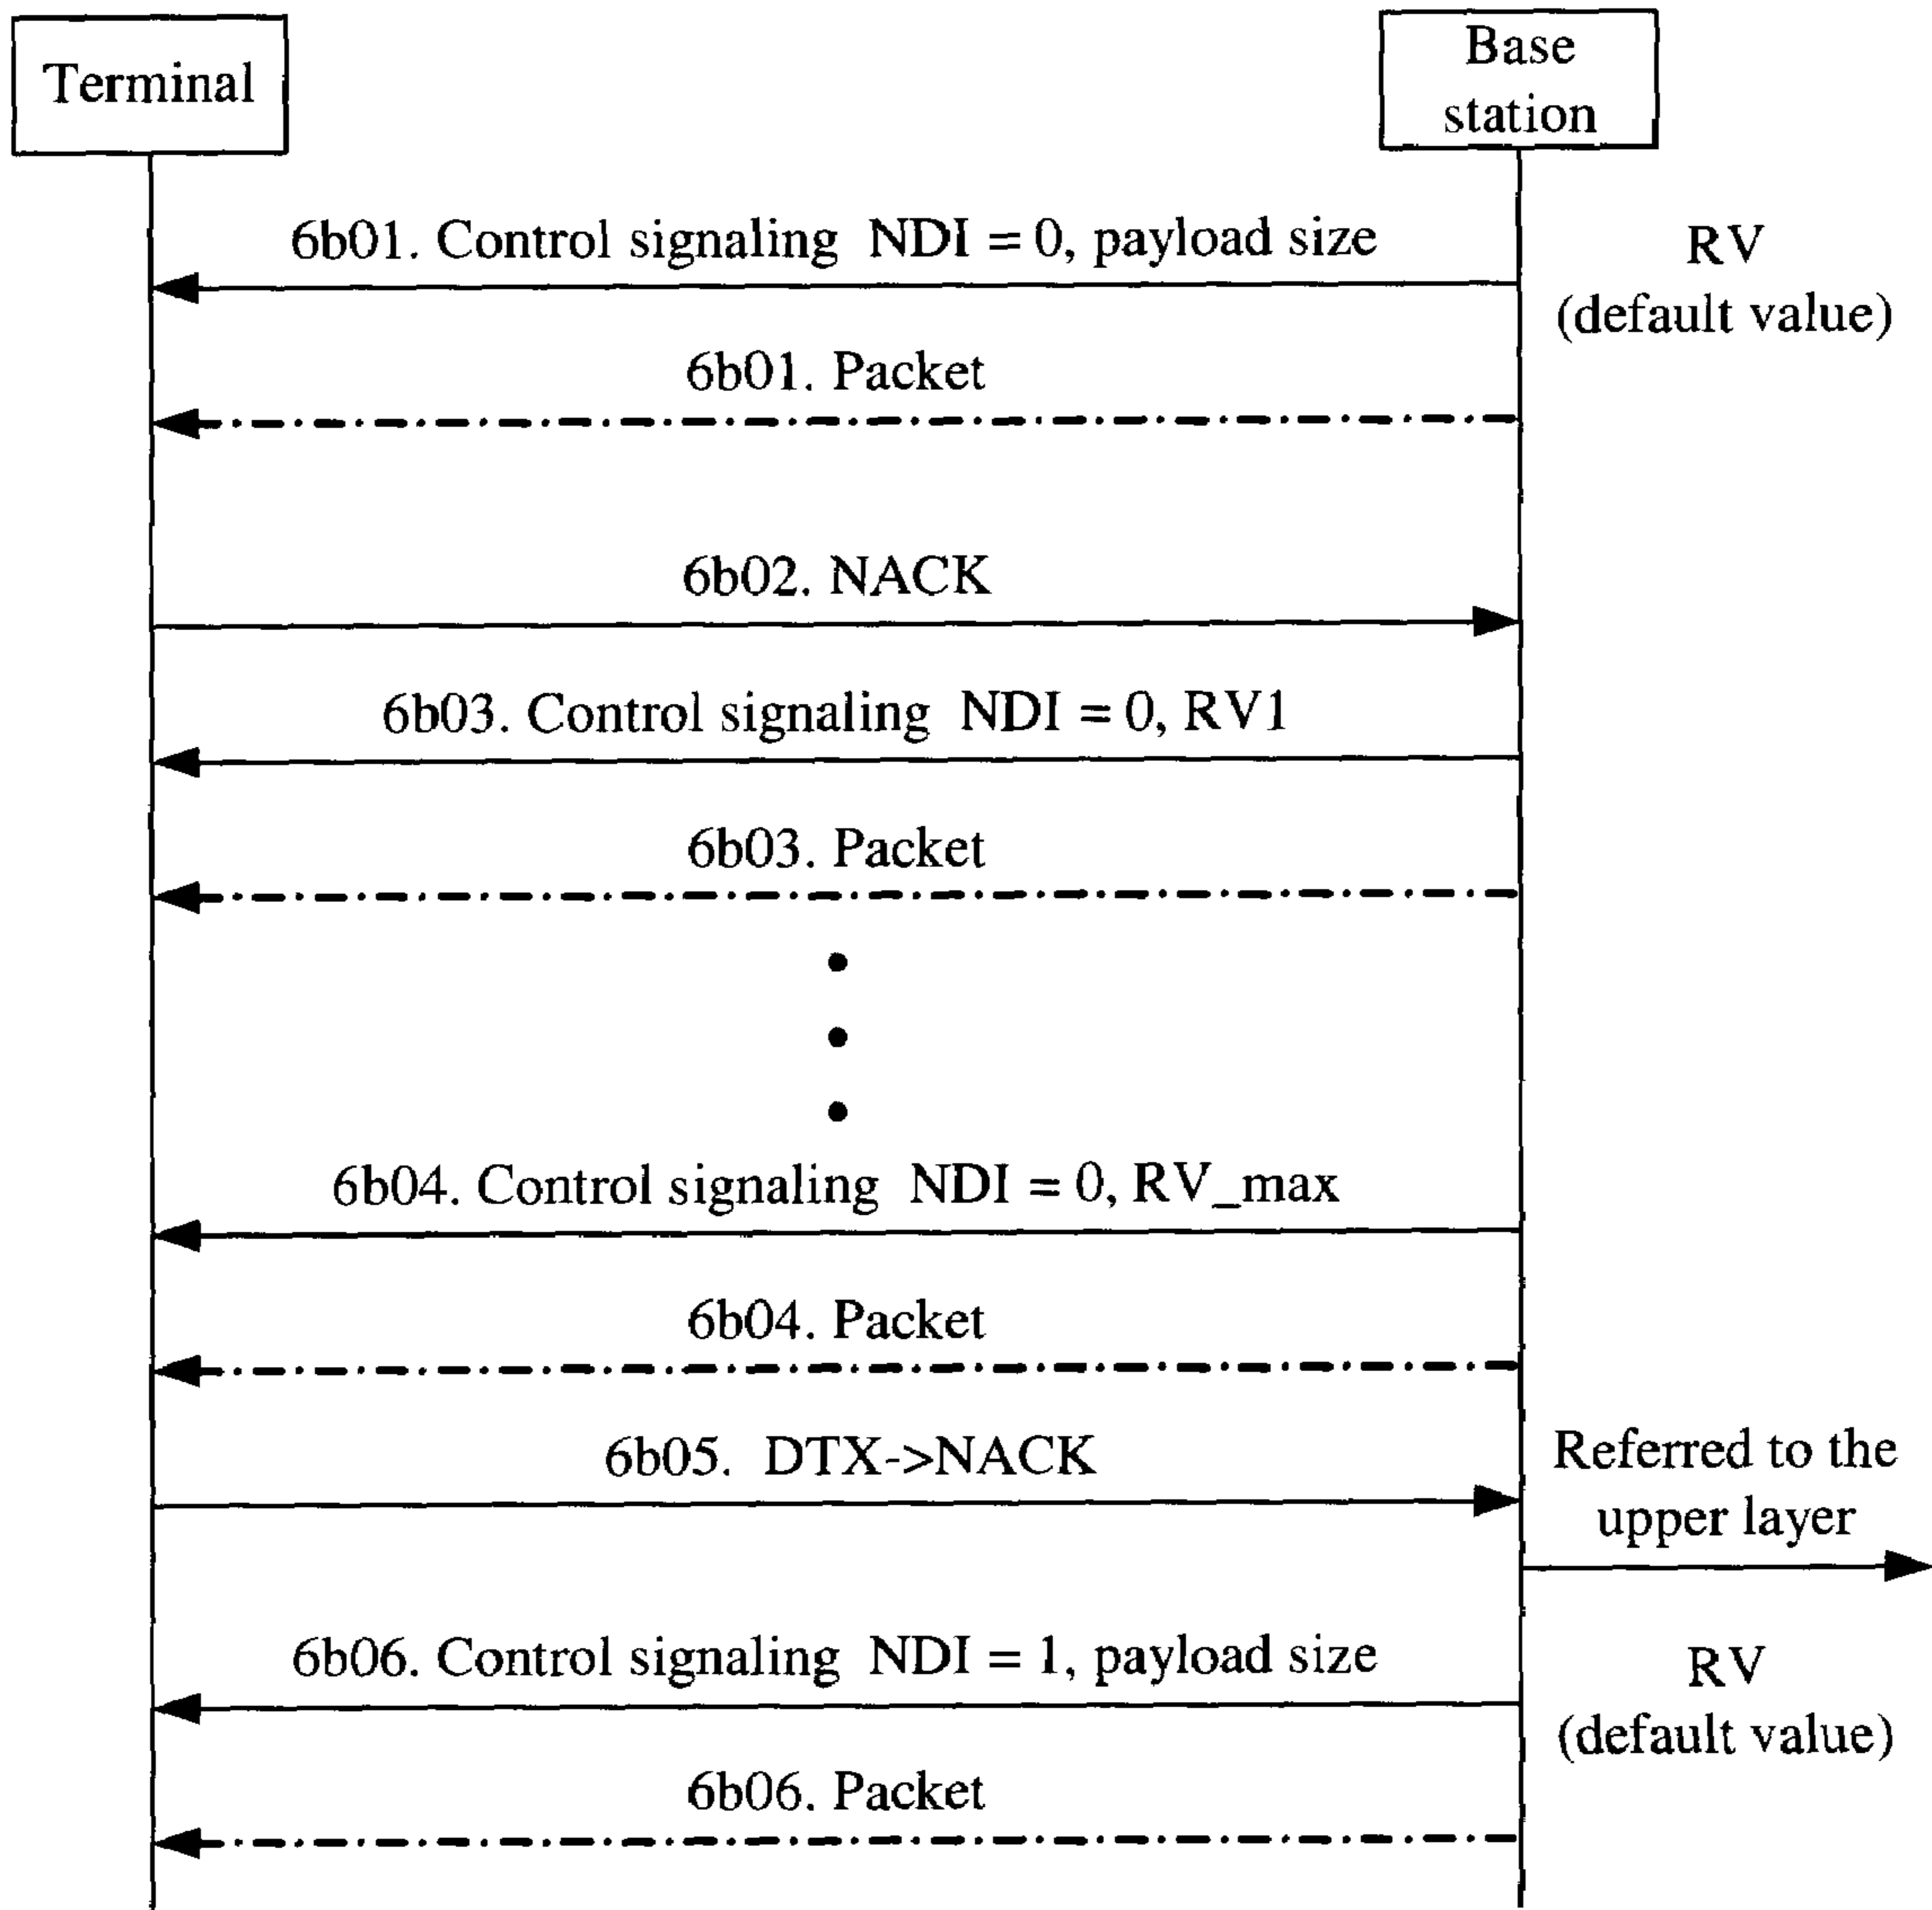 Terminal
Base
station
6b01. Control signaling NDI = 0, payload size
RV
(default value)
6b01. Packet
6b02. NACK
6b03. Control signaling NDI = 0, RV1
6b03. Packet
6b04. Control signaling NDI = 0, RV_max
6b04. Packet
6b05. DTX->NACK
Referred to the
upper layer
6b06. Control signaling NDI = 1, payload size
RV
(default value)
6b06. Packet